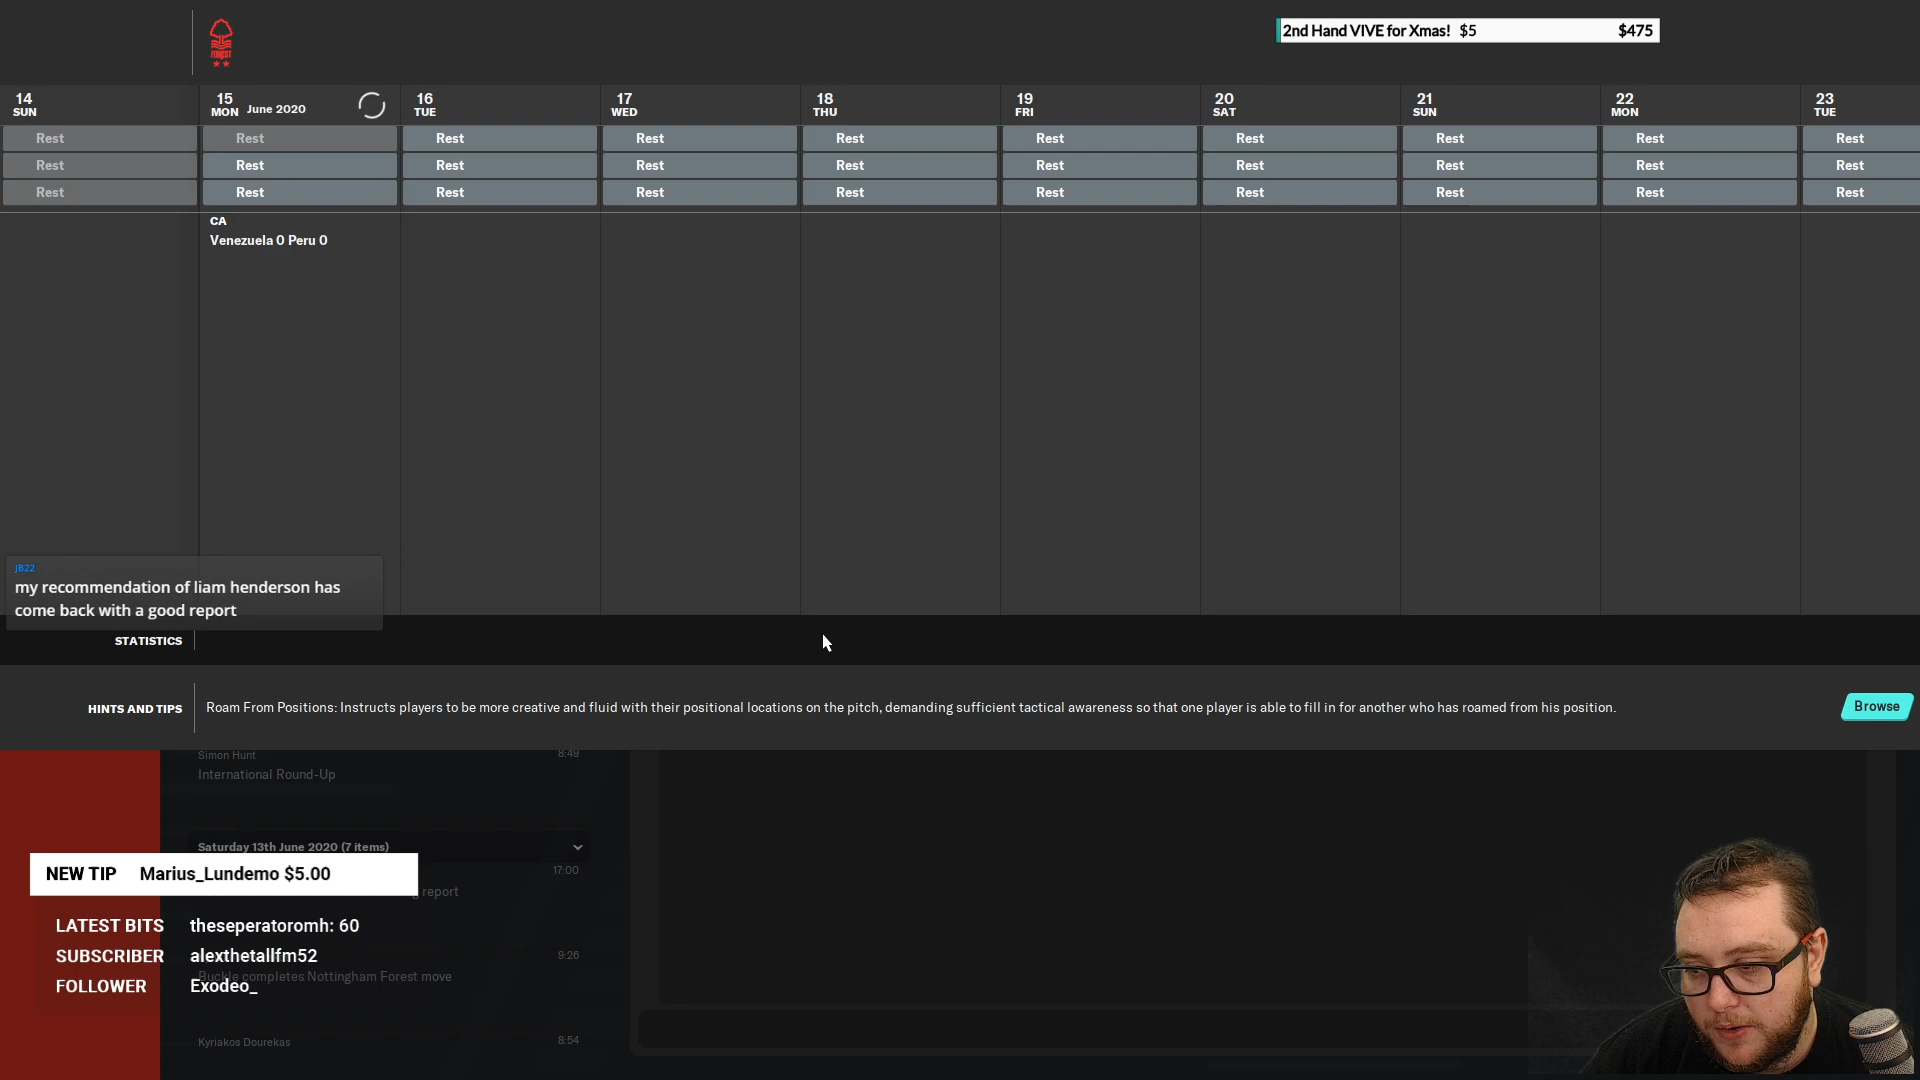 FOREST
2nd Hand VIVE for Xmas! $5 $475
14 SUN
15 MON June 2020
16 TUE
17 WED
18 THU
19 FRI
20 SAT
21 SUN
22 MON
23 TUE
Rest Rest Rest Rest Rest Rest Rest Rest Rest Rest
Rest Rest Rest Rest Rest Rest Rest Rest Rest Rest
Rest Rest Rest Rest Rest Rest Rest Rest Rest Rest
CA
Venezuela 0 Peru 0
JB22
my recommendation of liam henderson has
come back with a good report
STATISTICS
HINTS AND TIPS Roam From Positions: Instructs players to be more creative and fluid with their positional locations on the pitch, demanding sufficient tactical awareness so that one player is able to fill in for another who has roamed from his position. Browse
Simon Hunt 8:49
International Round-Up
Saturday 13th June 2020 (7 items)
17:00
NEW TIP Marius_Lundemo $5.00
report
LATEST BITS theseperatoromh: 60
SUBSCRIBER alexthetallfm52
9:26
Buckle completes Nottingham Forest move
FOLLOWER Exodeo_
Kyriakos Dourekas 8:54